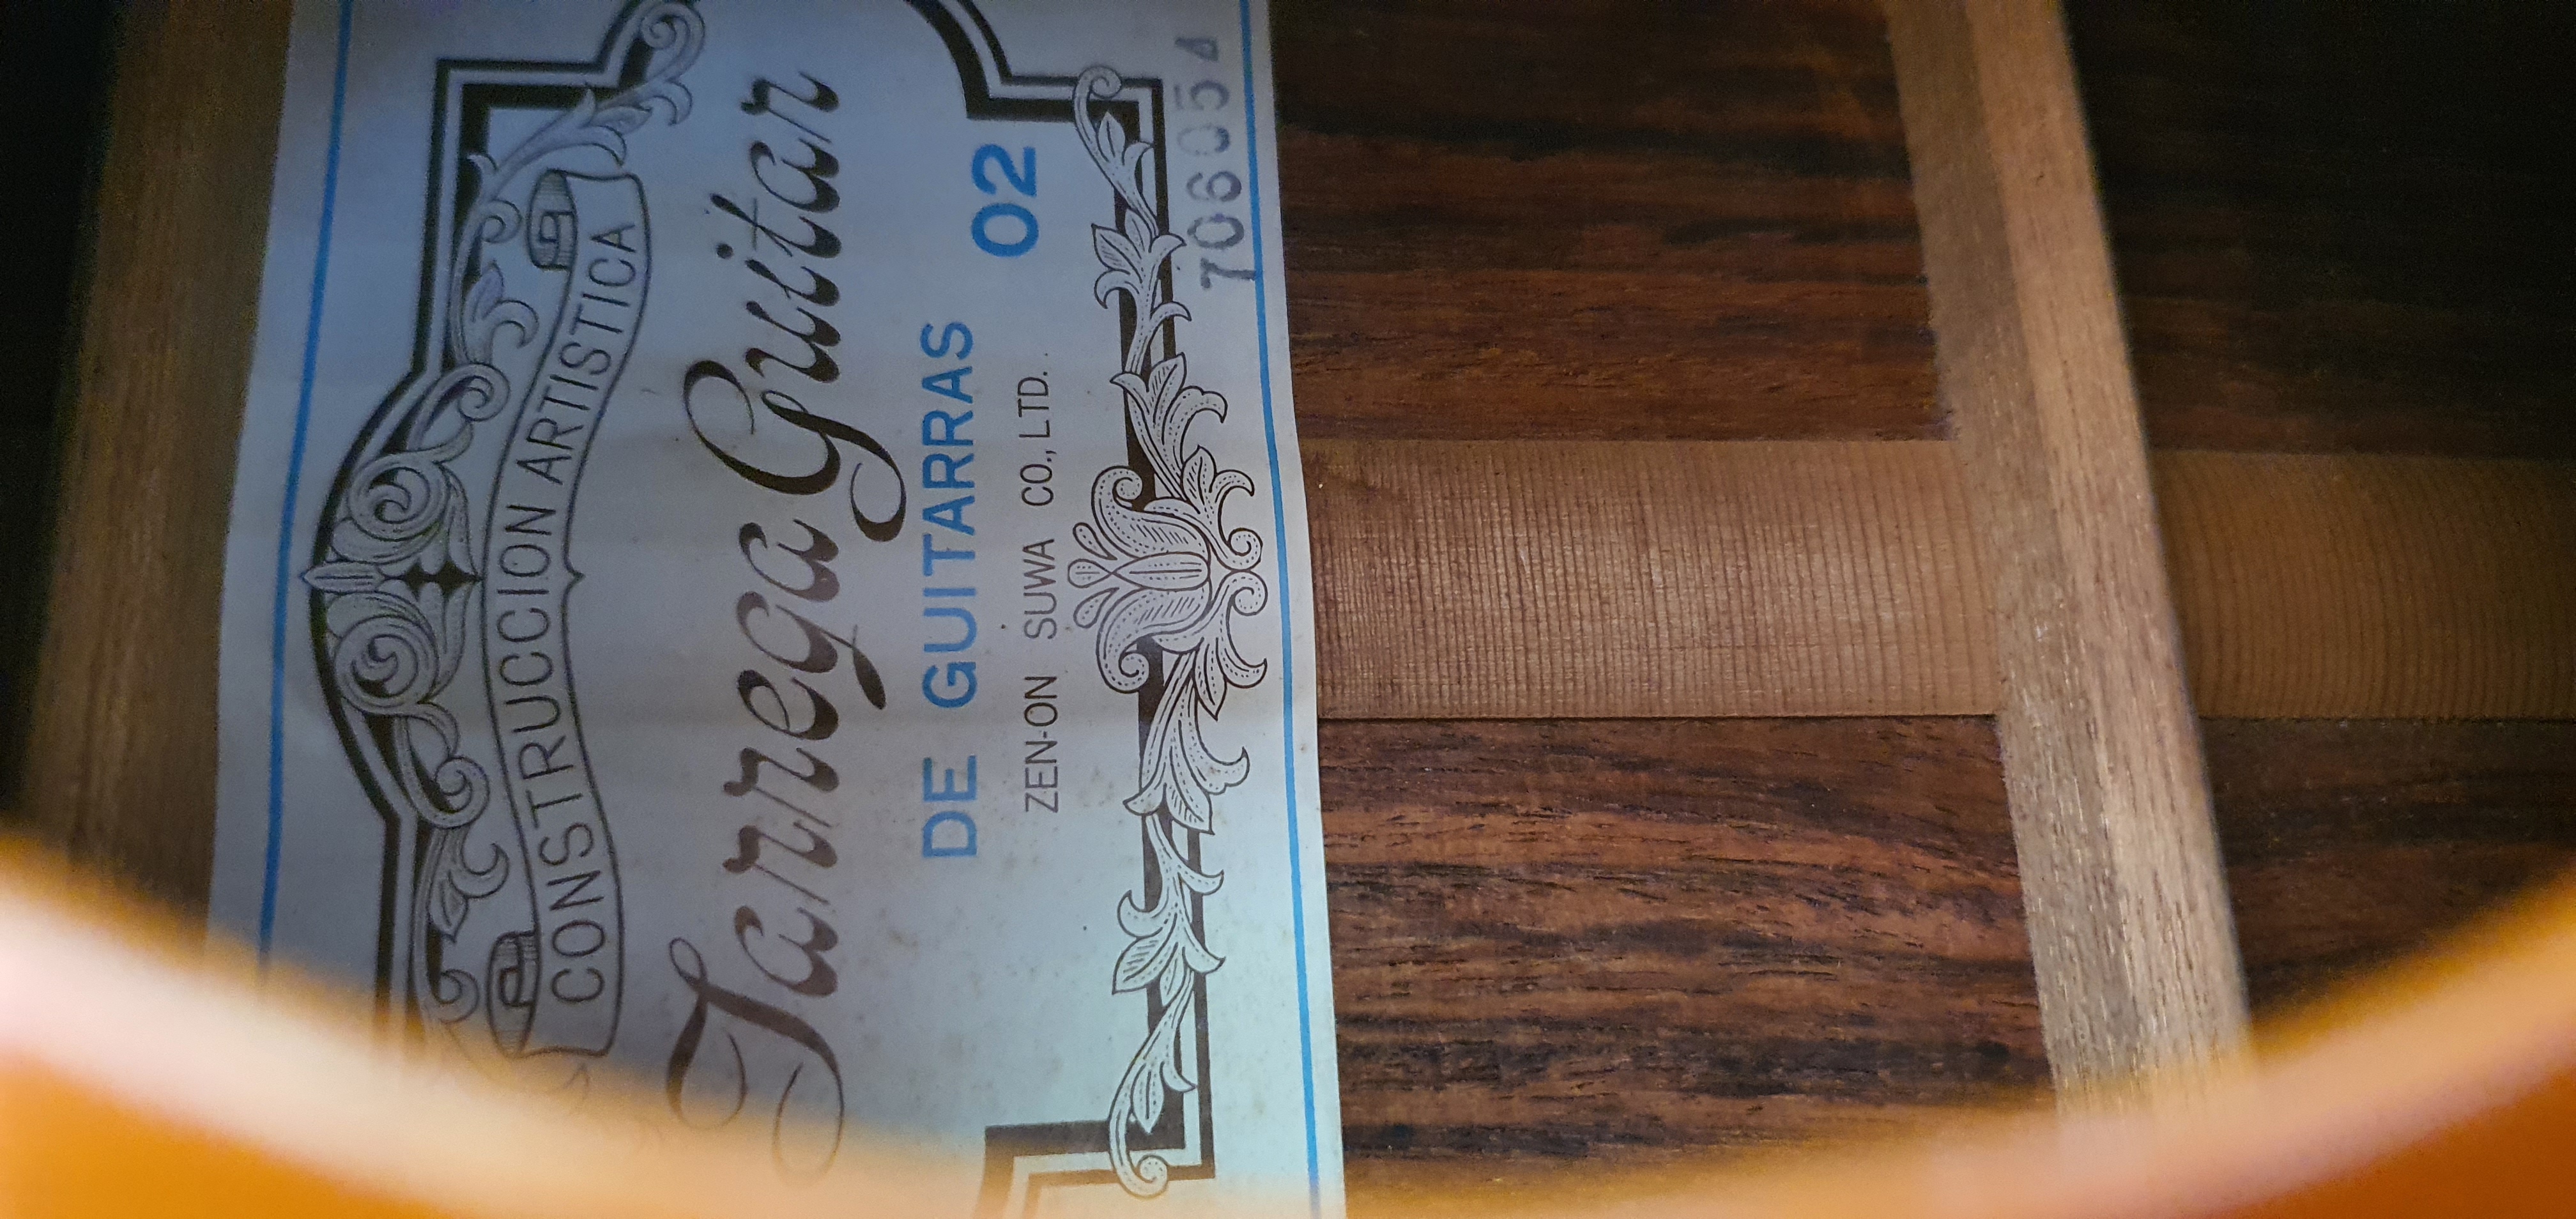 CONSTRUCCION ARTISTICA
Tarrega Guitar
DE GUITARRAS 02
ZEN-ON SUWA CO., LTD.
706054